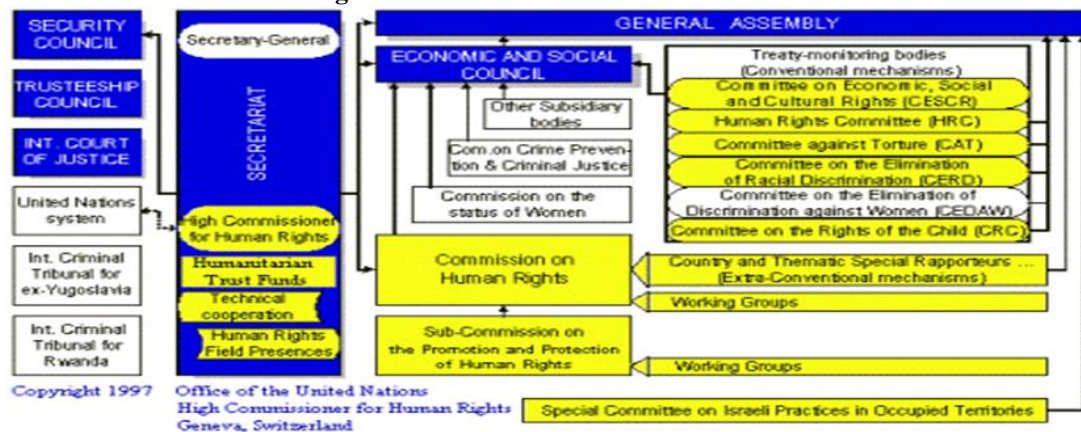 SECURITY
COUNCIL
TRUSTEESHIP
COUNCIL
INT. COURT
OF JUSTICE
United Nations
system
Int. Criminal
Tribunal for
ex-Yugoslavia
Int. Criminal
Tribunal for
Rwanda
Secretary-General
SECRETARIAT
High Commissioner
for Human Rights
Humanitarian
Trust Funds
Technical
cooperation
Human Rights
Field Presences
GENERAL ASSEMBLY
ECONOMIC AND SOCIAL
COUNCIL
Other Subsidiary
bodies
Com.on Crime Preven-
tion & Criminal Justice
Commission on the
status of Women
Commission on
Human Rights
Sub-Commission on
the Promotion and Protection
of Human Rights
Treaty-monitoring bodies
(Conventional mechanisms)
Committee on Economic, Social
and Cultural Rights (CESCR)
Human Rights Committee (HRC)
Committee against Torture (CAT)
Committee on the Elimination
of Racial Discrimination (CERD)
Committee on the Elimination of
Discrimination against Women (CEDAW)
Committee on the Rights of the Child (CRC)
Country and Thematic Special Rapporteurs ...
(Extra-Conventional mechanisms)
Working Groups
Working Groups
Special Committee on Israeli Practices in Occupied Territories
Copyright 1997
Office of the United Nations
High Commissioner for Human Rights
Geneva, Switzerland